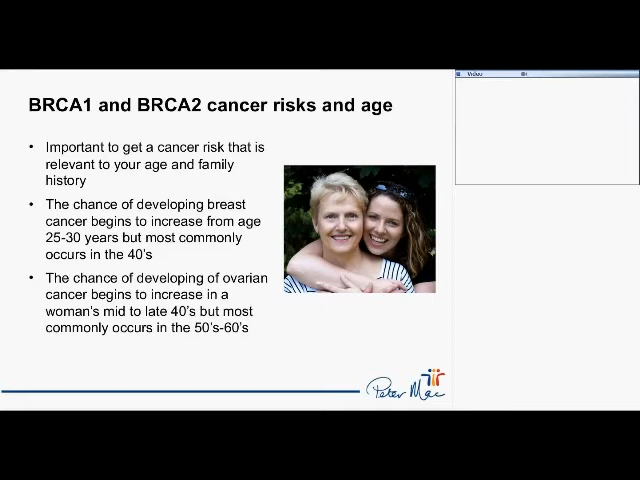 Video
BRCA1 and BRCA2 cancer risks and age
• Important to get a cancer risk that is
relevant to your age and family
history
• The chance of developing breast
cancer begins to increase from age
25-30 years but most commonly
occurs in the 40’s
• The chance of developing of ovarian
cancer begins to increase in a
woman’s mid to late 40’s but most
commonly occurs in the 50’s-60’s
Peter Mac